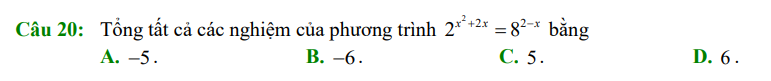 Câu 20: Tổng tất cả các nghiệm của phương trình $2^{x^2+2x} = 8^{2-x}$ bằng
A. −5. B. −6. C. 5. D. 6.